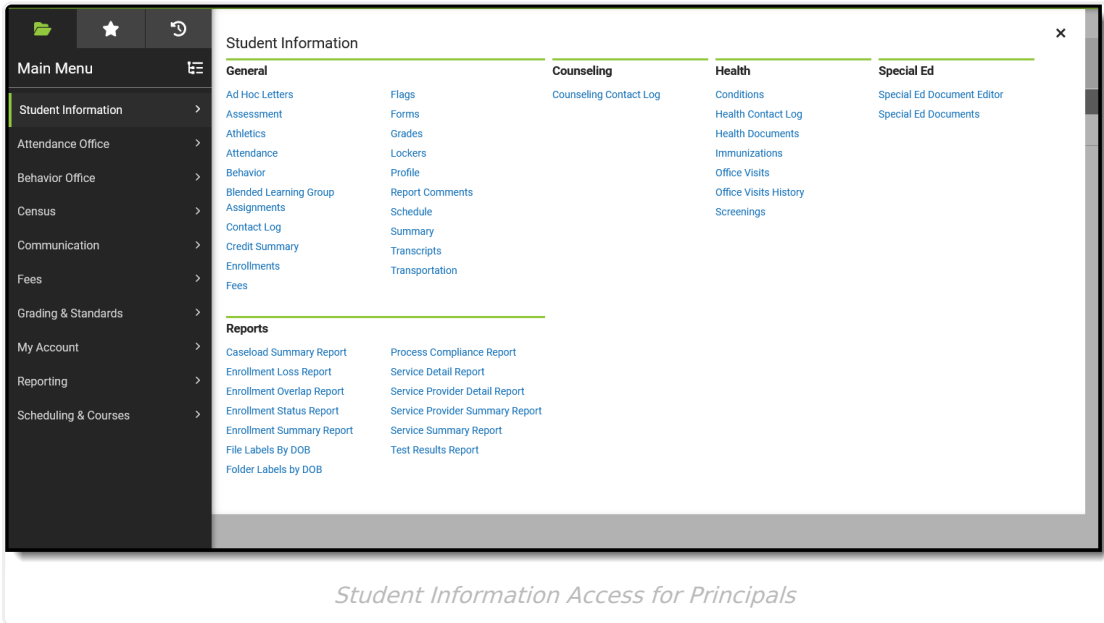 Main Menu
Student Information
Attendance Office
Behavior Office
Census
Communication
Fees
Grading & Standards
My Account
Reporting
Scheduling & Courses
Student Information
General
Ad Hoc Letters
Assessment
Athletics
Attendance
Behavior
Blended Learning Group
Assignments
Contact Log
Credit Summary
Enrollments
Fees
Flags
Forms
Grades
Lockers
Profile
Report Comments
Schedule
Summary
Transcripts
Transportation
Counseling
Counseling Contact Log
Health
Conditions
Health Contact Log
Health Documents
Immunizations
Office Visits
Office Visits History
Screenings
Special Ed
Special Ed Document Editor
Special Ed Documents
Reports
Caseload Summary Report
Enrollment Loss Report
Enrollment Overlap Report
Enrollment Status Report
Enrollment Summary Report
File Labels By DOB
Folder Labels by DOB
Process Compliance Report
Service Detail Report
Service Provider Detail Report
Service Provider Summary Report
Service Summary Report
Test Results Report
Student Information Access for Principals